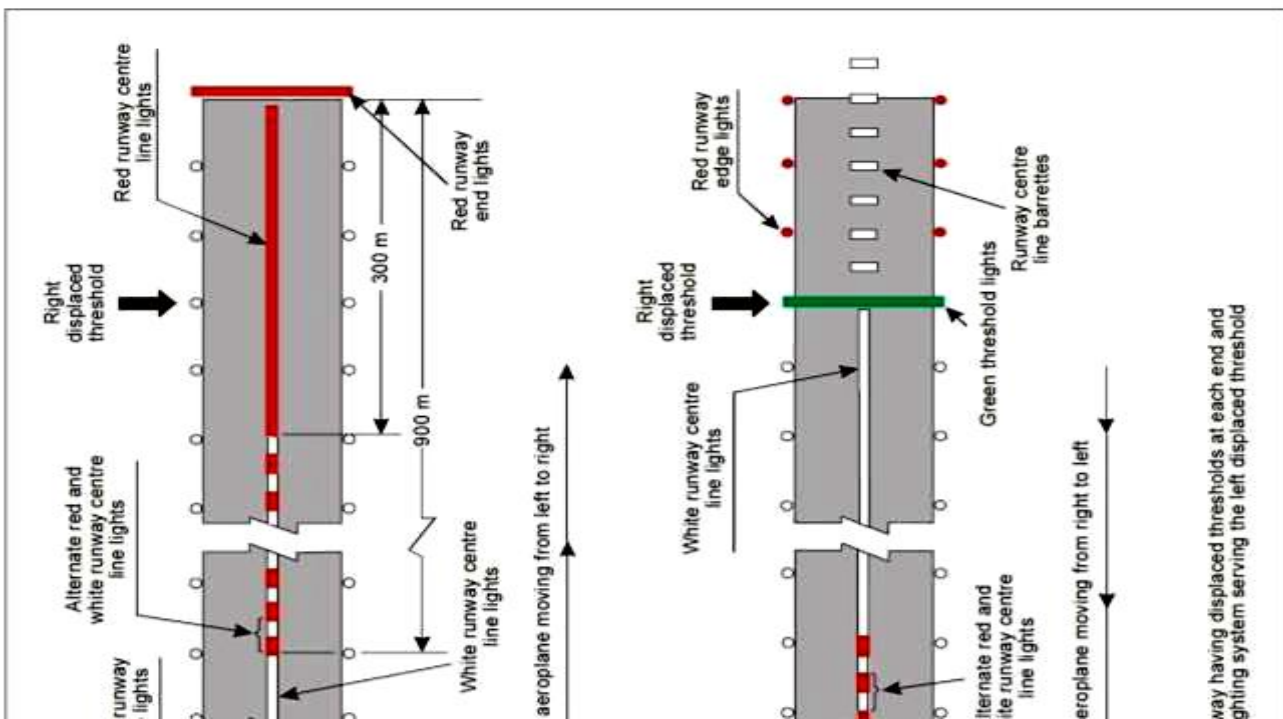 Red runway centre
line lights
Red runway
end lights
300 m
Right
displaced
threshold
900 m
Alternate red and
white runway centre
line lights
White runway centre
line lights
runway
lights
aeroplane moving from left to right
Red runway
edge lights
Runway centre
line barrettes
Green threshold lights
Right
displaced
threshold
White runway centre
line lights
lternate red and
ite runway centre
line lights
eroplane moving from right to left
way having displaced thresholds at each end and
ghting system serving the left displaced threshold